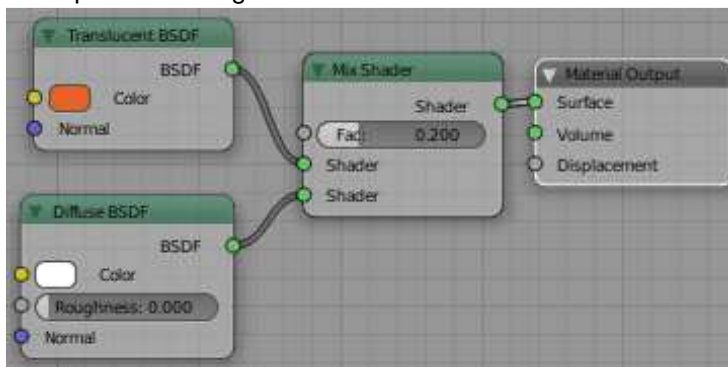 Translucent BSDF
BSDF
Color
Normal
Mix Shader
Shader
Fac: 0.200
Shader
Shader
Material Output
Surface
Volume
Displacement
Diffuse BSDF
BSDF
Color
Roughness: 0.000
Normal